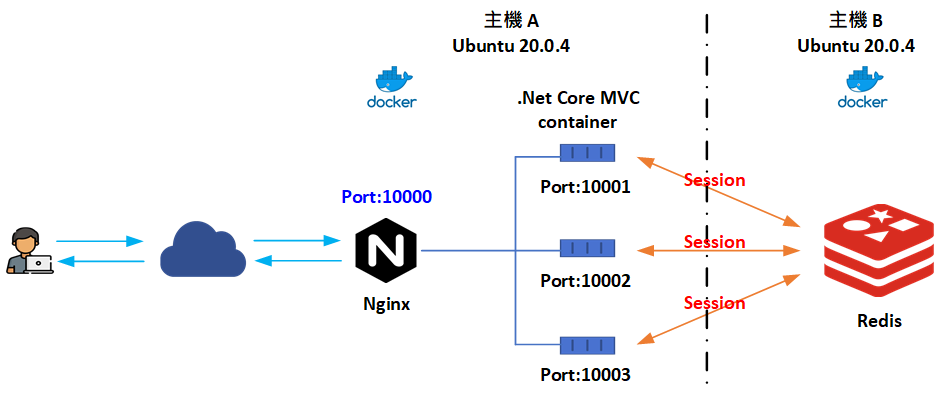 主機 A
Ubuntu 20.0.4
主機 B
Ubuntu 20.0.4
docker
docker
.Net Core MVC
container
Port:10001
Session
Port:10000
N
Nginx
Port:10002
Session
Port:10003
Session
Redis